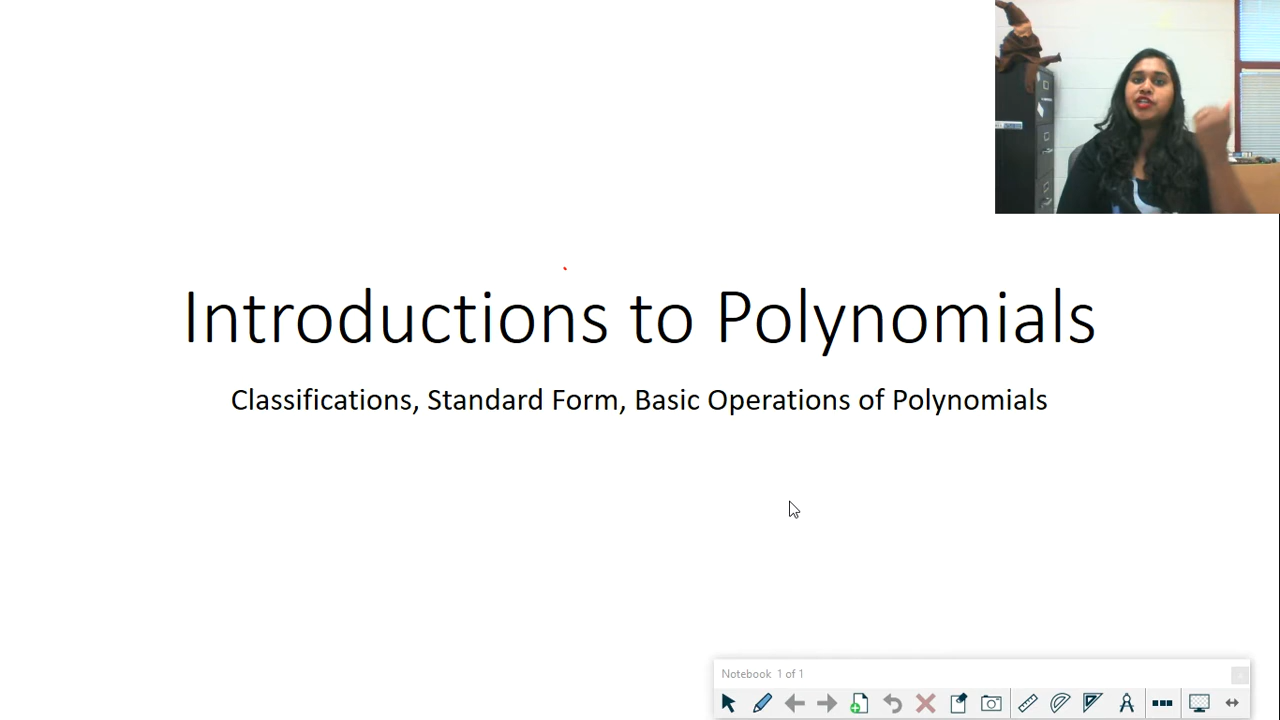 Introductions to Polynomials
Classifications, Standard Form, Basic Operations of Polynomials
Notebook 1 of 1